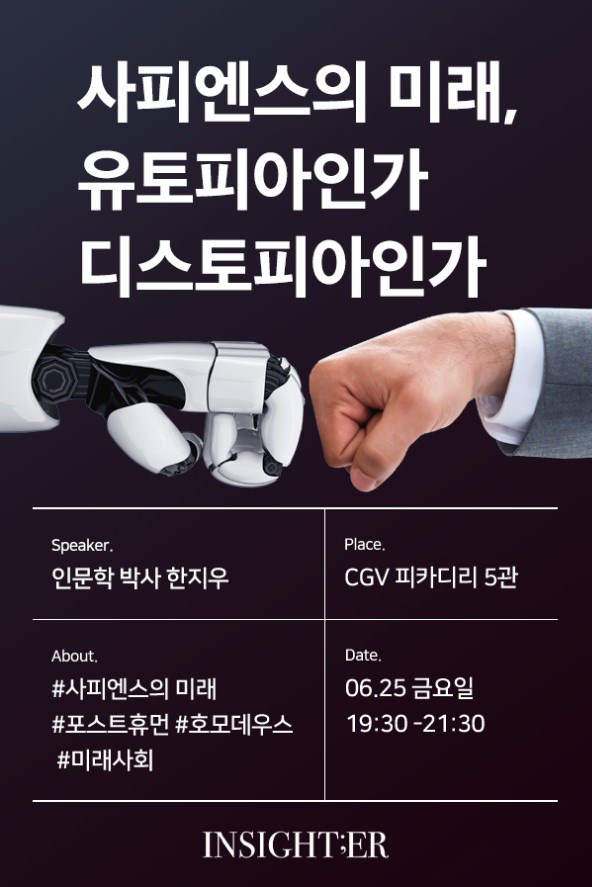 사피엔스의 미래,
유토피아인가
디스토피아인가
Speaker.
인문학 박사 한지우
Place.
CGV 피카디리 5관
About.
#사피엔스의 미래
#포스트휴먼 #호모데우스
#미래사회
Date.
06.25 금요일
19:30 -21:30
INSIGHT;ER